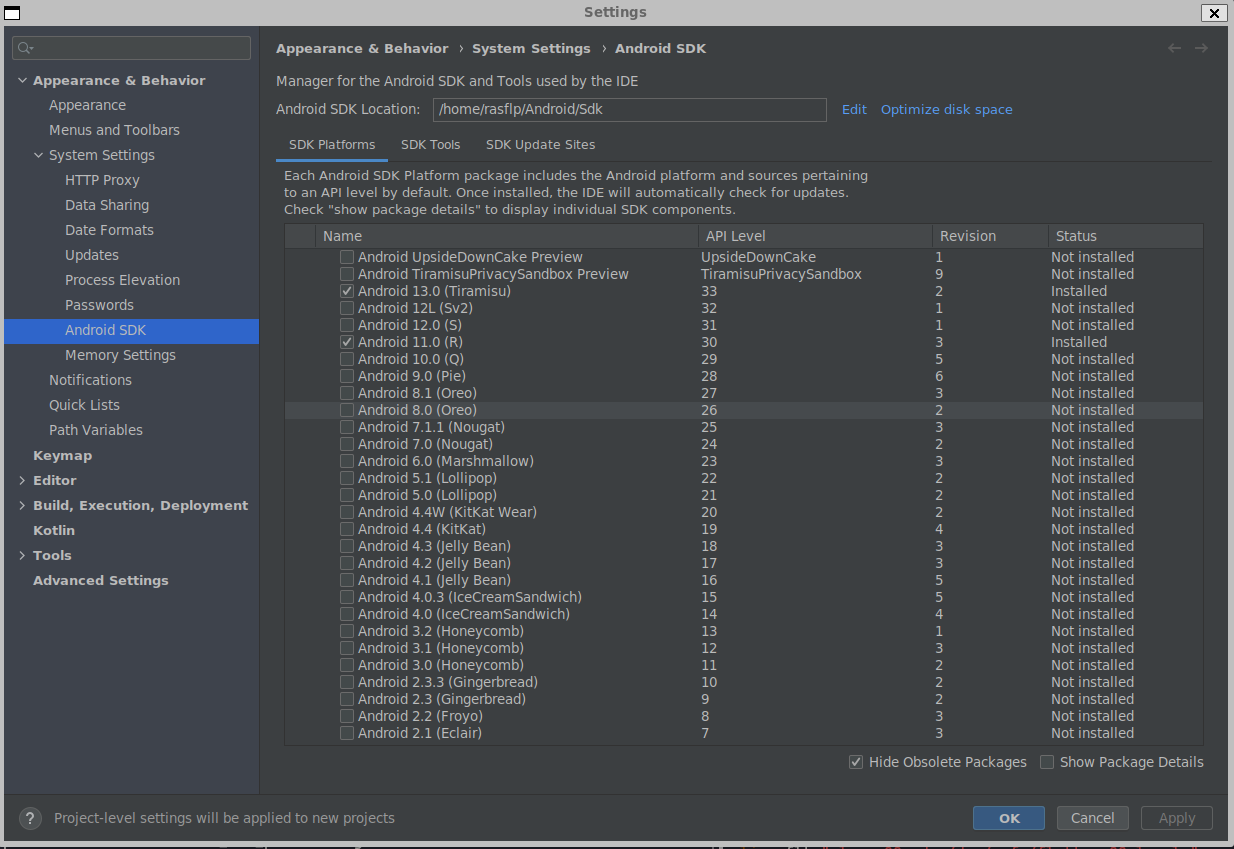 Settings
Appearance & Behavior › System Settings › Android SDK
Appearance & Behavior
Appearance
Menus and Toolbars
System Settings
HTTP Proxy
Data Sharing
Date Formats
Updates
Process Elevation
Passwords
Android SDK
Memory Settings
Notifications
Quick Lists
Path Variables
Keymap
Editor
Build, Execution, Deployment
Kotlin
Tools
Advanced Settings
Manager for the Android SDK and Tools used by the IDE
Android SDK Location: /home/rasflp/Android/Sdk Edit Optimize disk space
SDK Platforms SDK Tools SDK Update Sites
Each Android SDK Platform package includes the Android platform and sources pertaining
to an API level by default. Once installed, the IDE will automatically check for updates.
Check "show package details" to display individual SDK components.
Name API Level Revision Status
Android UpsideDownCake Preview UpsideDownCake 1 Not installed
Android TiramisuPrivacySandbox Preview TiramisuPrivacySandbox 9 Not installed
Android 13.0 (Tiramisu) 33 2 Installed
Android 12L (Sv2) 32 1 Not installed
Android 12.0 (S) 31 1 Not installed
Android 11.0 (R) 30 3 Installed
Android 10.0 (Q) 29 5 Not installed
Android 9.0 (Pie) 28 6 Not installed
Android 8.1 (Oreo) 27 3 Not installed
Android 8.0 (Oreo) 26 2 Not installed
Android 7.1.1 (Nougat) 25 3 Not installed
Android 7.0 (Nougat) 24 2 Not installed
Android 6.0 (Marshmallow) 23 3 Not installed
Android 5.1 (Lollipop) 22 2 Not installed
Android 5.0 (Lollipop) 21 2 Not installed
Android 4.4W (KitKat Wear) 20 2 Not installed
Android 4.4 (KitKat) 19 4 Not installed
Android 4.3 (Jelly Bean) 18 3 Not installed
Android 4.2 (Jelly Bean) 17 3 Not installed
Android 4.1 (Jelly Bean) 16 5 Not installed
Android 4.0.3 (IceCreamSandwich) 15 5 Not installed
Android 4.0 (IceCreamSandwich) 14 4 Not installed
Android 3.2 (Honeycomb) 13 1 Not installed
Android 3.1 (Honeycomb) 12 3 Not installed
Android 3.0 (Honeycomb) 11 2 Not installed
Android 2.3.3 (Gingerbread) 10 2 Not installed
Android 2.3 (Gingerbread) 9 2 Not installed
Android 2.2 (Froyo) 8 3 Not installed
Android 2.1 (Eclair) 7 3 Not installed
Hide Obsolete Packages Show Package Details
? Project-level settings will be applied to new projects
OK Cancel Apply